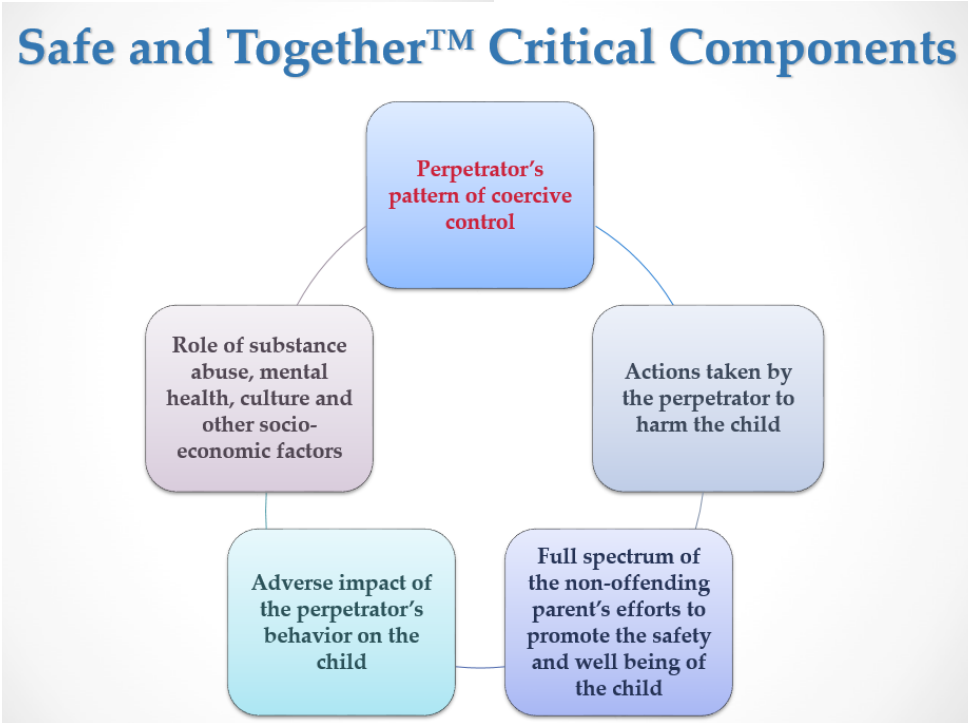 Safe and Together™ Critical Components
Perpetrator's
pattern of coercive
control
Actions taken by
the perpetrator to
harm the child
Full spectrum of
the non-offending
parent's efforts to
promote the safety
and well being of
the child
Adverse impact of
the perpetrator's
behavior on the
child
Role of substance
abuse, mental
health, culture and
other socio-
economic factors